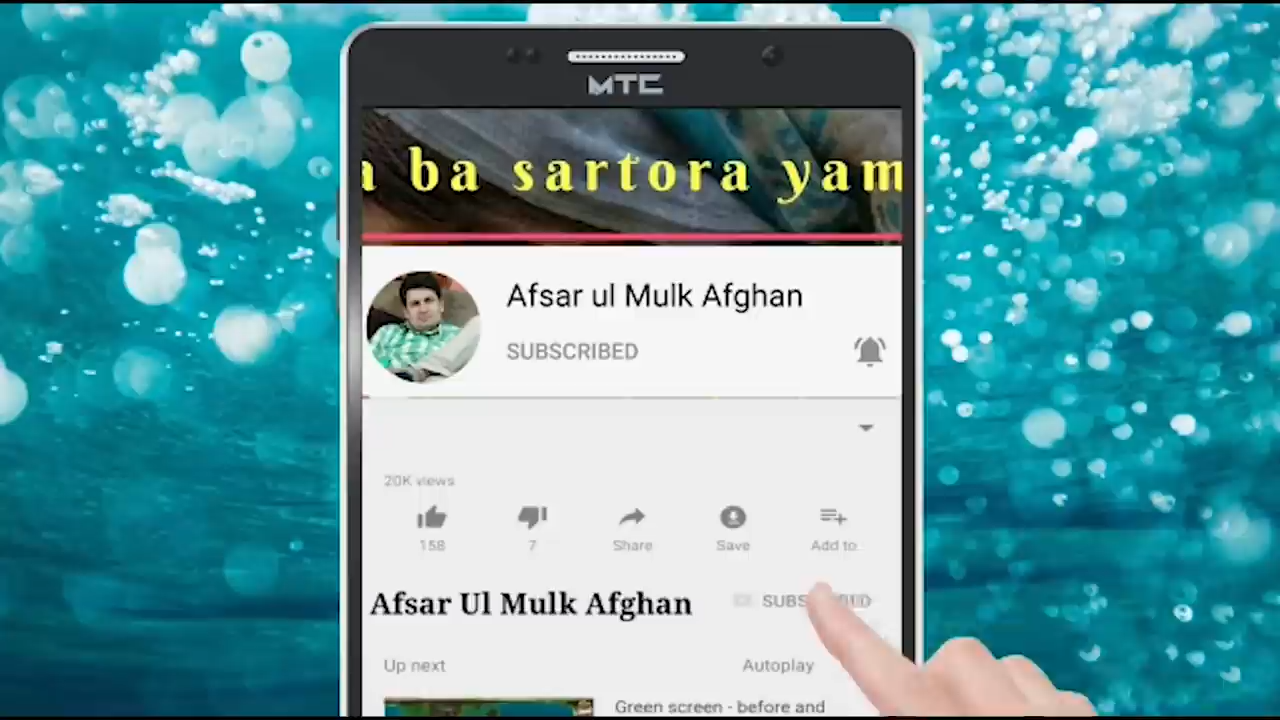 MTC
a ba sartora yam
Afsar ul Mulk Afghan
SUBSCRIBED
20K views
158
7
Share
Save
Add to
Afsar Ul Mulk Afghan
Up next
Autoplay
Green screen - before and